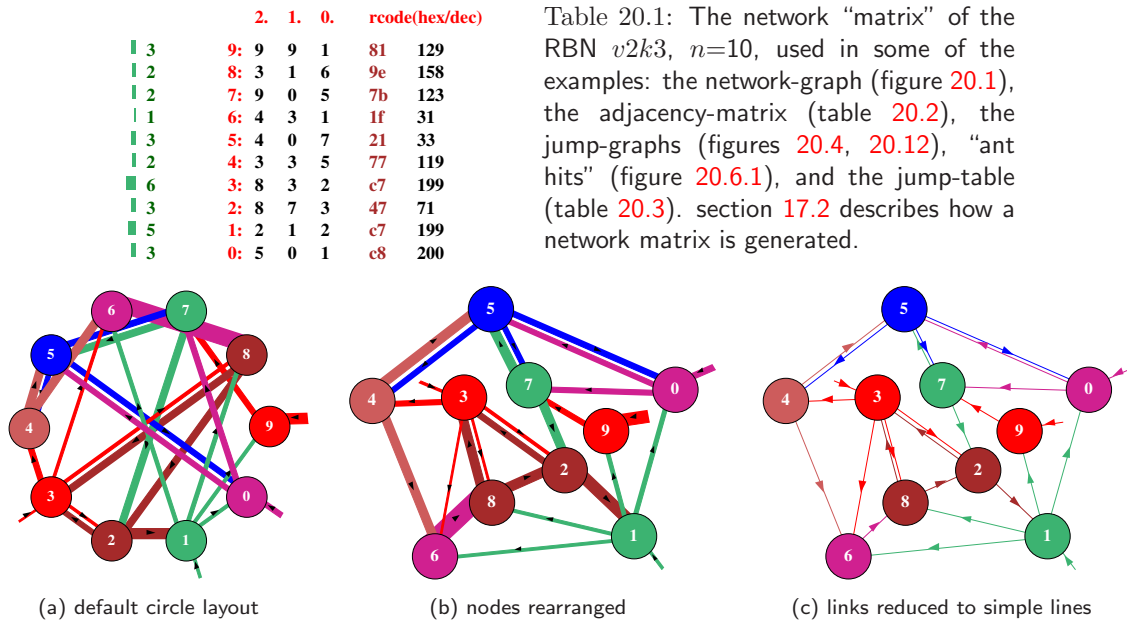 2. 1. 0. rcode(hex/dec)
3 9: 9 9 1 81 129
2 8: 3 1 6 9e 158
2 7: 9 0 5 7b 123
1 6: 4 3 1 1f 31
3 5: 4 0 7 21 33
2 4: 3 3 5 77 119
6 3: 8 3 2 c7 199
3 2: 8 7 3 47 71
5 1: 2 1 2 c7 199
3 0: 5 0 1 c8 200
Table 20.1: The network “matrix” of the
RBN v2k3, n=10, used in some of the
examples: the network-graph (figure 20.1),
the adjacency-matrix (table 20.2), the
jump-graphs (figures 20.4, 20.12), “ant
hits” (figure 20.6.1), and the jump-table
(table 20.3). section 17.2 describes how a
network matrix is generated.
6 7
5 8
4 9
3 0
2 1
(a) default circle layout
5
7 0
4 3
9
2
8
1
6
(b) nodes rearranged
5
7 0
4 3
9
2
8
1
6
(c) links reduced to simple lines